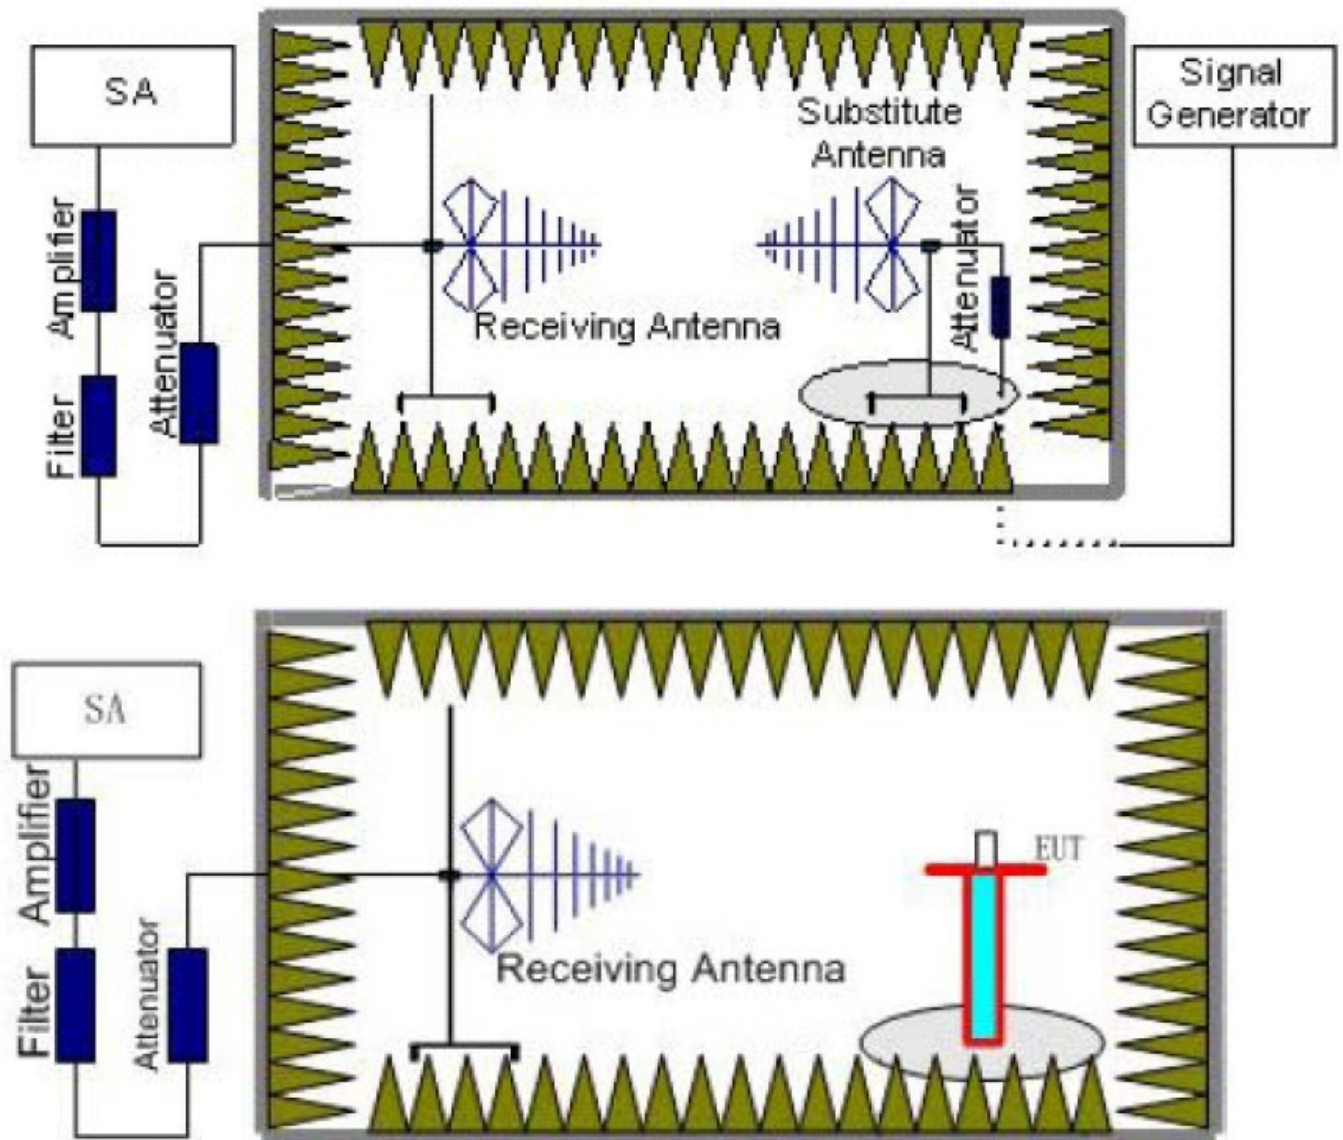 SA
Signal
Generator
Substitute
Antenna
Amplifier
Attenuator
Attenuator
Receiving Antenna
Filter
SA
Amplifier
EUT
Attenuator
Receiving Antenna
Filter